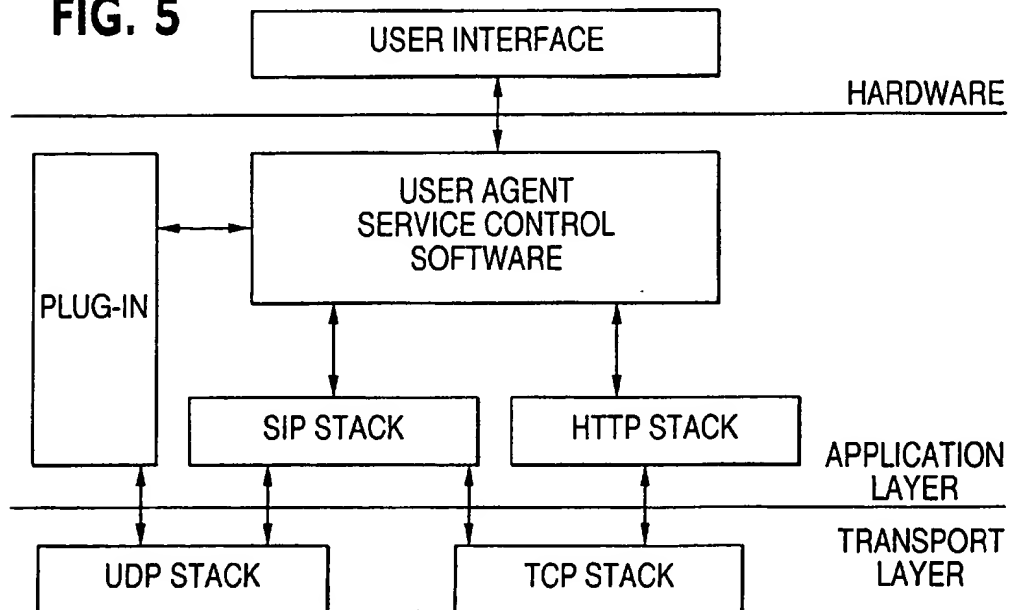 FIG. 5
USER INTERFACE
HARDWARE
USER AGENT
SERVICE CONTROL
SOFTWARE
PLUG-IN
SIP STACK
HTTP STACK
APPLICATION
LAYER
TRANSPORT
LAYER
UDP STACK
TCP STACK